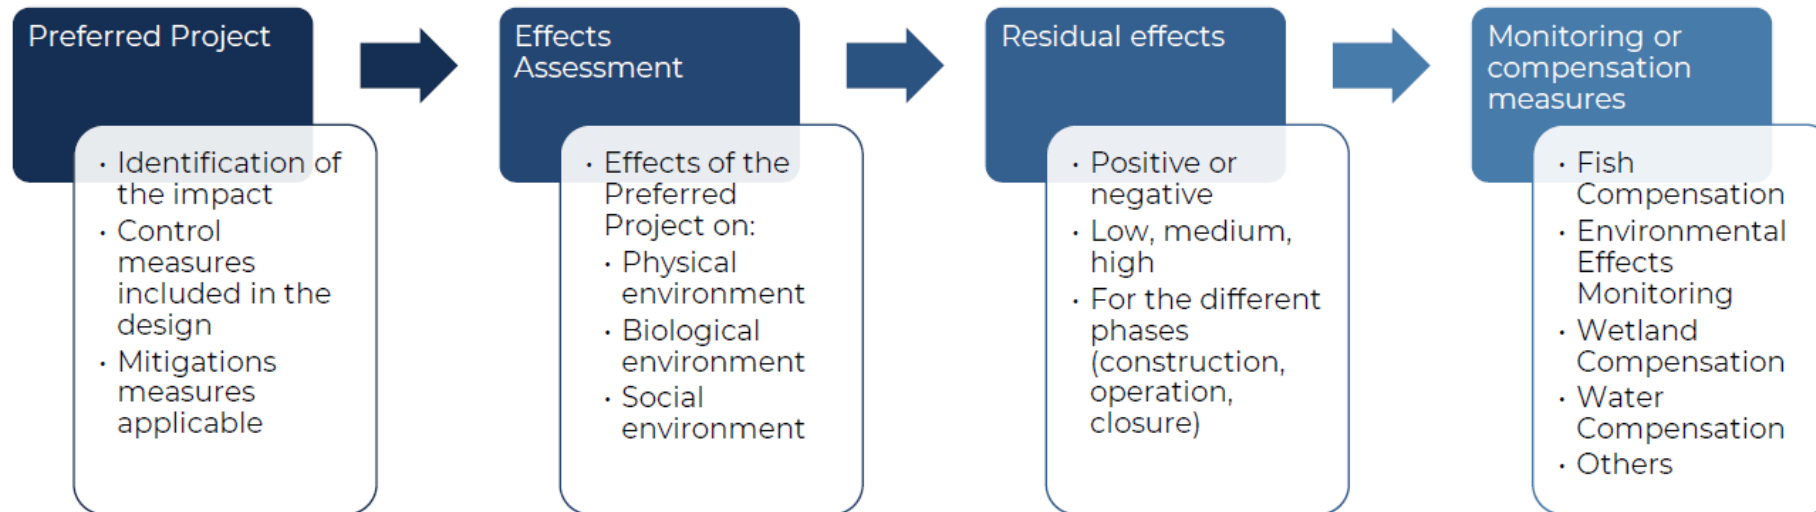 Preferred Project
· Identification of
the impact
· Control
measures
included in the
design
· Mitigations
measures
applicable
Effects
Assessment
· Effects of the
Preferred
Project on:
· Physical
environment
· Biological
environment
· Social
environment
Residual effects
· Positive or
negative
· Low, medium,
high
· For the different
phases
(construction,
operation,
closure)
Monitoring or
compensation
measures
· Fish
Compensation
· Environmental
Effects
Monitoring
· Wetland
Compensation
· Water
Compensation
· Others